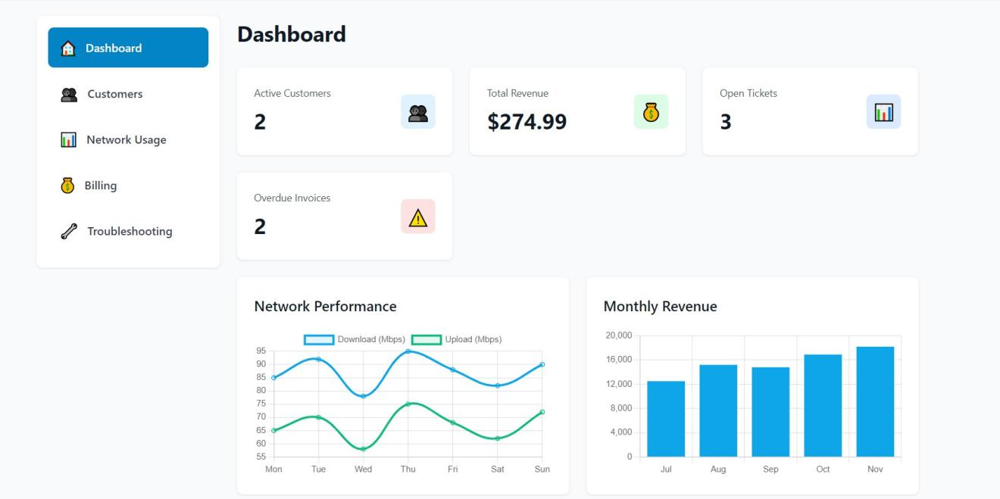 Dashboard
Customers
Network Usage
Billing
Troubleshooting
Dashboard
Active Customers
2
Total Revenue
$274.99
Open Tickets
3
Overdue Invoices
2
Network Performance
Download (Mbps) Upload (Mbps)
95
90
85
80
75
70
65
60
55
Mon Tue Wed Thu Fri Sat Sun
Monthly Revenue
20,000
16,000
12,000
8,000
4,000
0
Jul Aug Sep Oct Nov